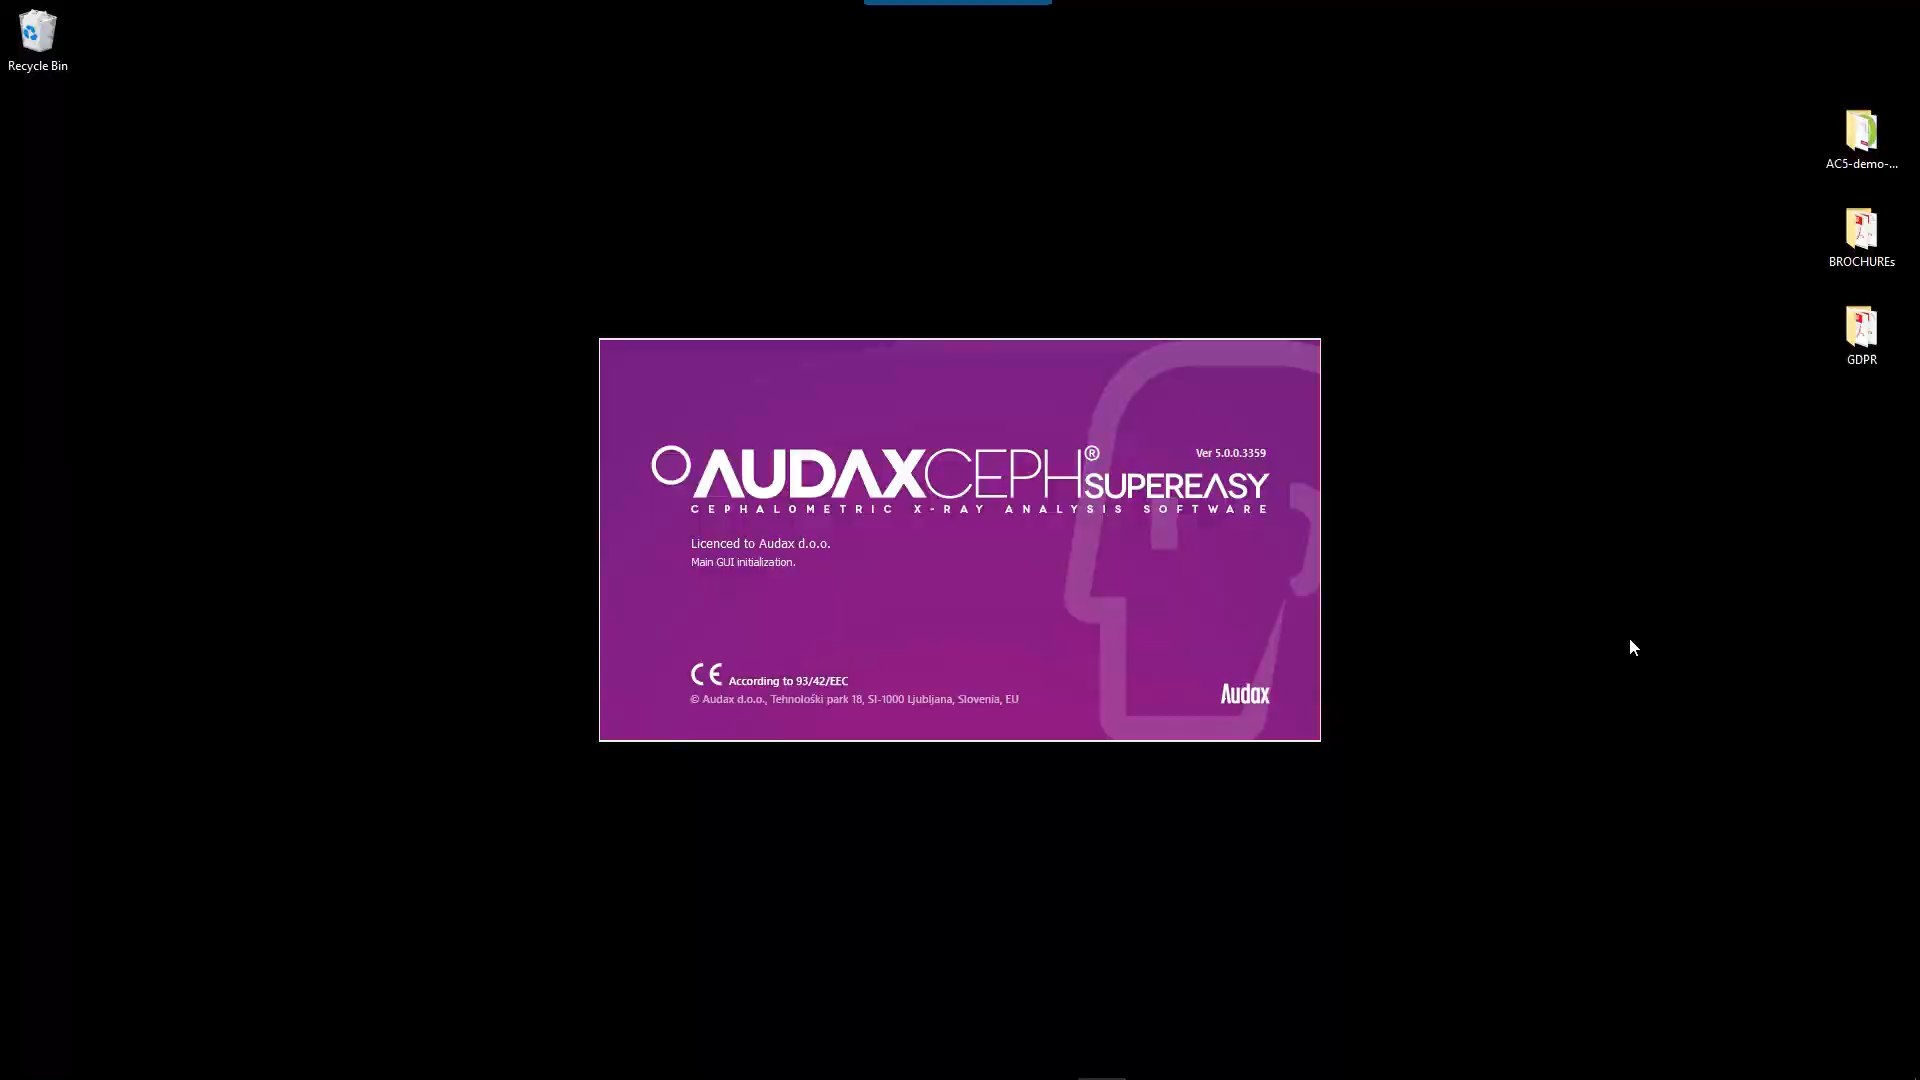 Recycle Bin
AC5-demo-...
BROCHUREs
GDPR
AUDAXCEPH® SUPEREASY
Ver 5.0.0.3359
CEPHALOMETRIC X-RAY ANALYSIS SOFTWARE
Licenced to Audax d.o.o.
Main GUI initialization.
CE According to 93/42/EEC
© Audax d.o.o., Tehnološki park 18, SI-1000 Ljubljana, Slovenia, EU
Audax